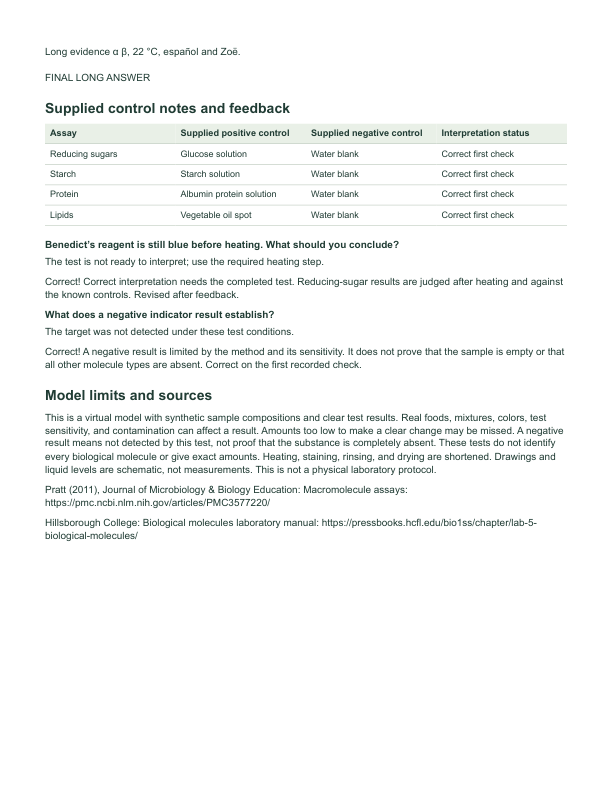 Long evidence α β, 22 °C, español and Zoë.
FINAL LONG ANSWER
Supplied control notes and feedback
Assay Supplied positive control Supplied negative control Interpretation status
Reducing sugars Glucose solution Water blank Correct first check
Starch Starch solution Water blank Correct first check
Protein Albumin protein solution Water blank Correct first check
Lipids Vegetable oil spot Water blank Correct first check
Benedict’s reagent is still blue before heating. What should you conclude?
The test is not ready to interpret; use the required heating step.
Correct! Correct interpretation needs the completed test. Reducing-sugar results are judged after heating and against
the known controls. Revised after feedback.
What does a negative indicator result establish?
The target was not detected under these test conditions.
Correct! A negative result is limited by the method and its sensitivity. It does not prove that the sample is empty or that
all other molecule types are absent. Correct on the first recorded check.
Model limits and sources
This is a virtual model with synthetic sample compositions and clear test results. Real foods, mixtures, colors, test
sensitivity, and contamination can affect a result. Amounts too low to make a clear change may be missed. A negative
result means not detected by this test, not proof that the substance is completely absent. These tests do not identify
every biological molecule or give exact amounts. Heating, staining, rinsing, and drying are shortened. Drawings and
liquid levels are schematic, not measurements. This is not a physical laboratory protocol.
Pratt (2011), Journal of Microbiology & Biology Education: Macromolecule assays:
https://pmc.ncbi.nlm.nih.gov/articles/PMC3577220/
Hillsborough College: Biological molecules laboratory manual: https://pressbooks.hcfl.edu/bio1ss/chapter/lab-5-
biological-molecules/